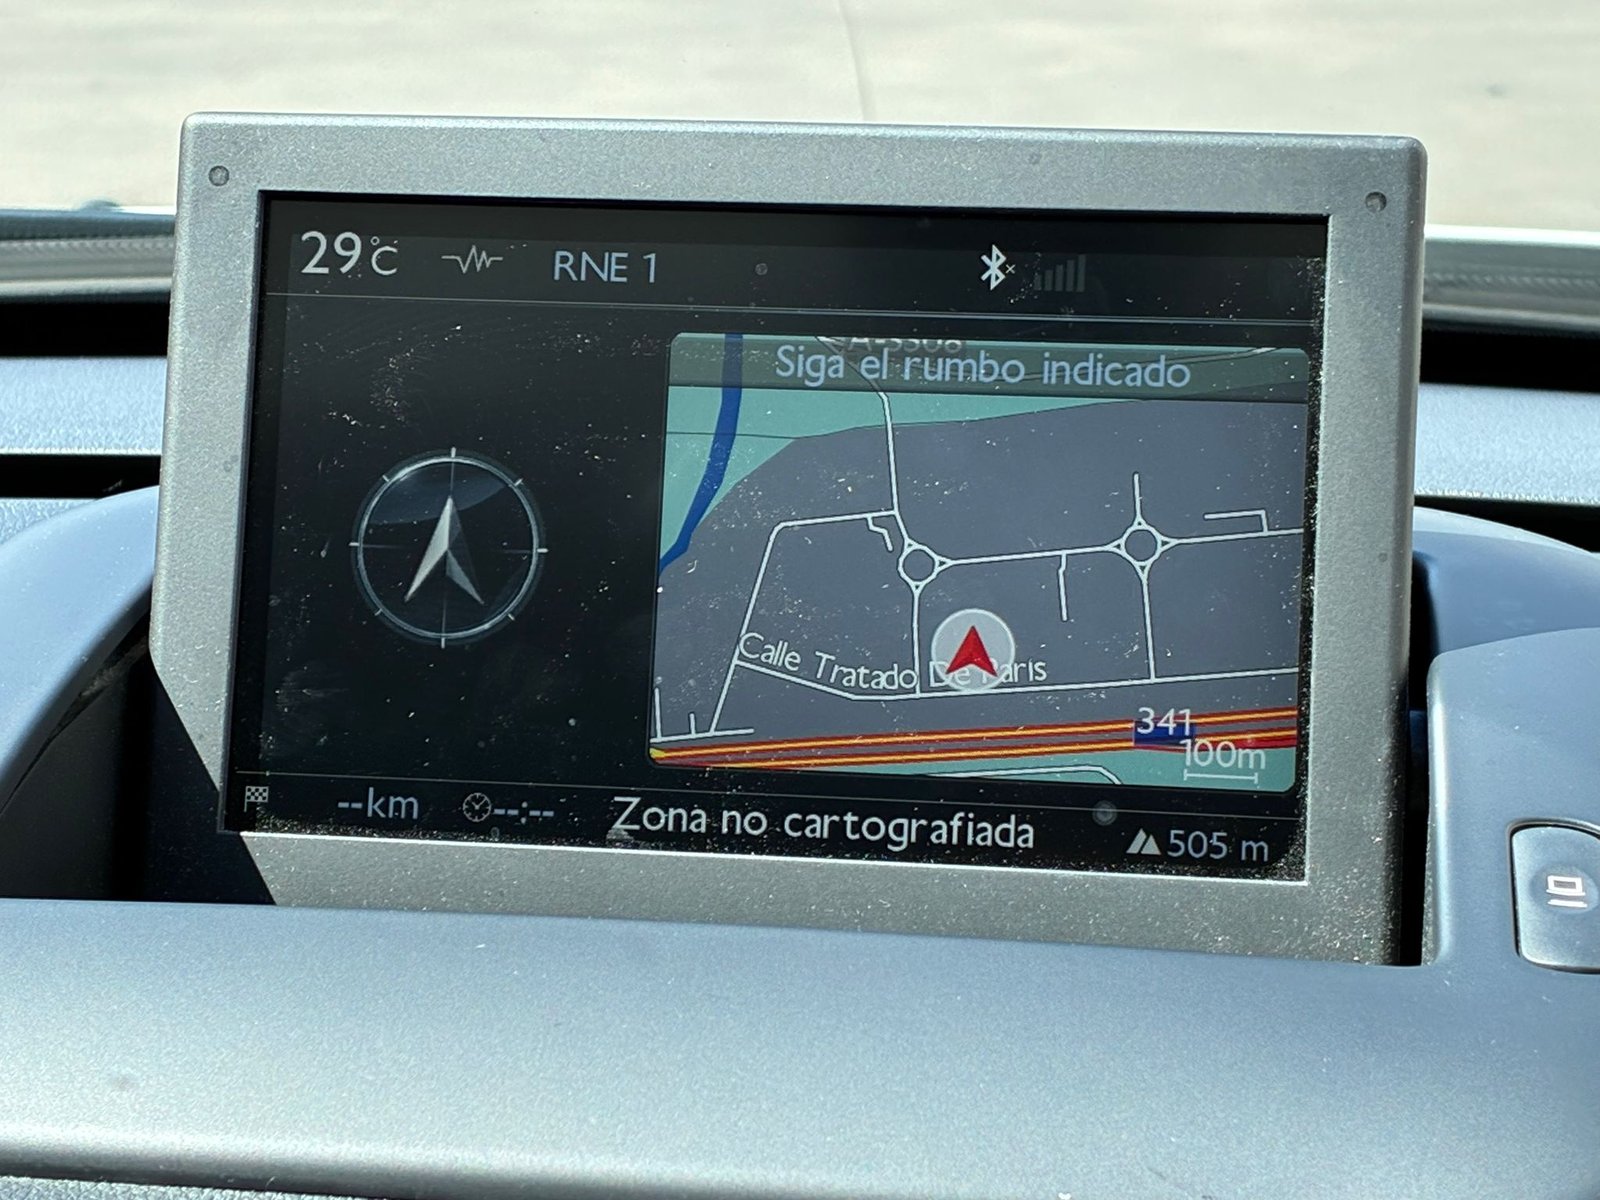 29°C
RNE 1
Siga el rumbo indicado
Calle Tratado De Paris
341
100m
--km
--:--
Zona no cartografiada
505 m